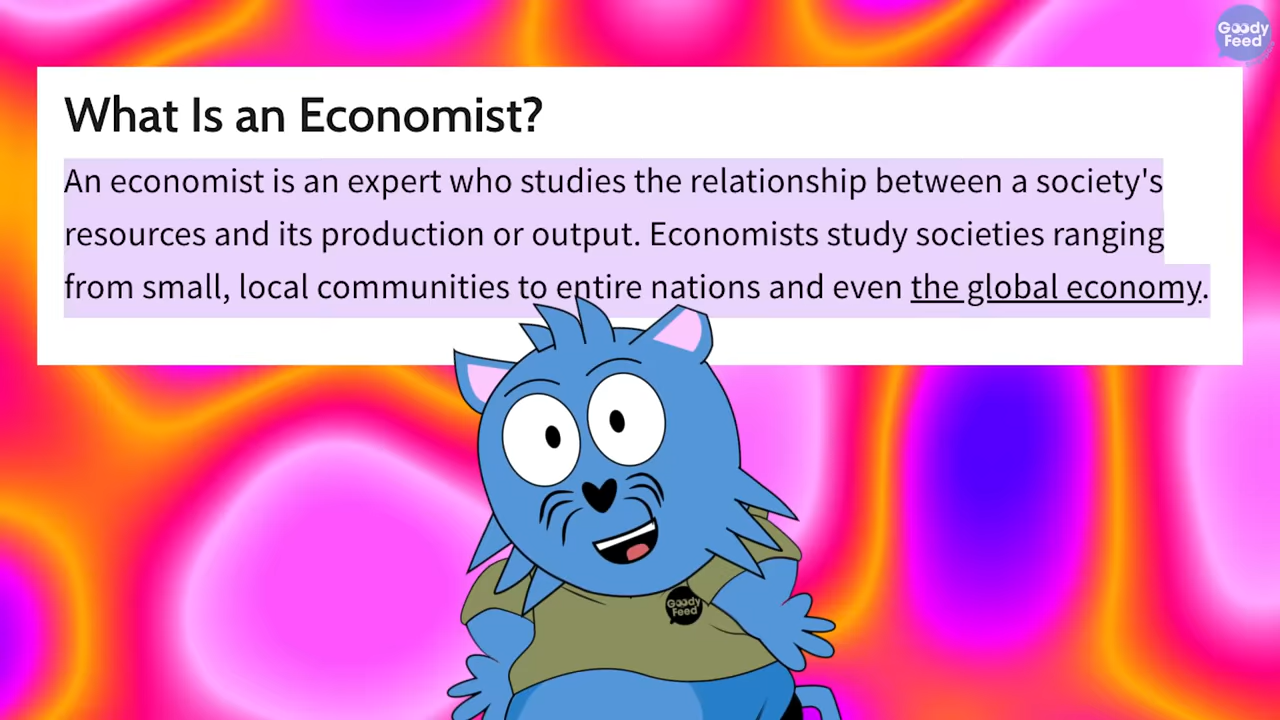 Goody
Feed
What Is an Economist?
An economist is an expert who studies the relationship between a society's
resources and its production or output. Economists study societies ranging
from small, local communities to entire nations and even the global economy.
Goody
Feed